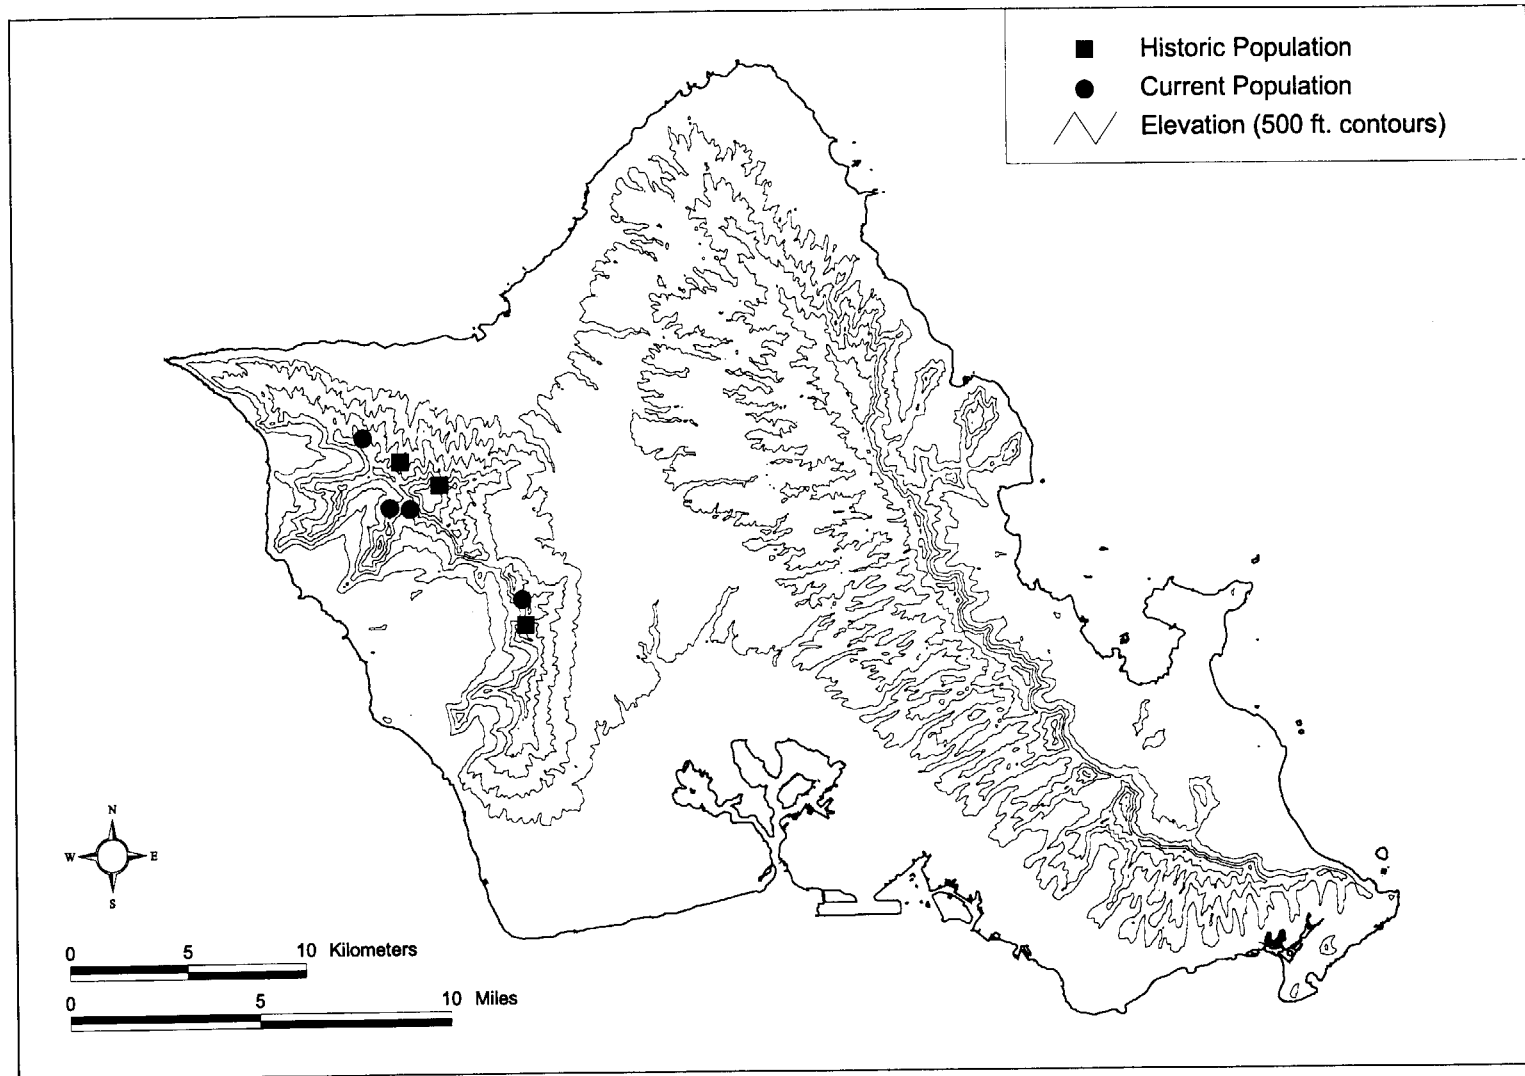 Historic Population
Current Population
Elevation (500 ft. contours)
N
W E
S
0 5 10 Kilometers
0 5 10 Miles